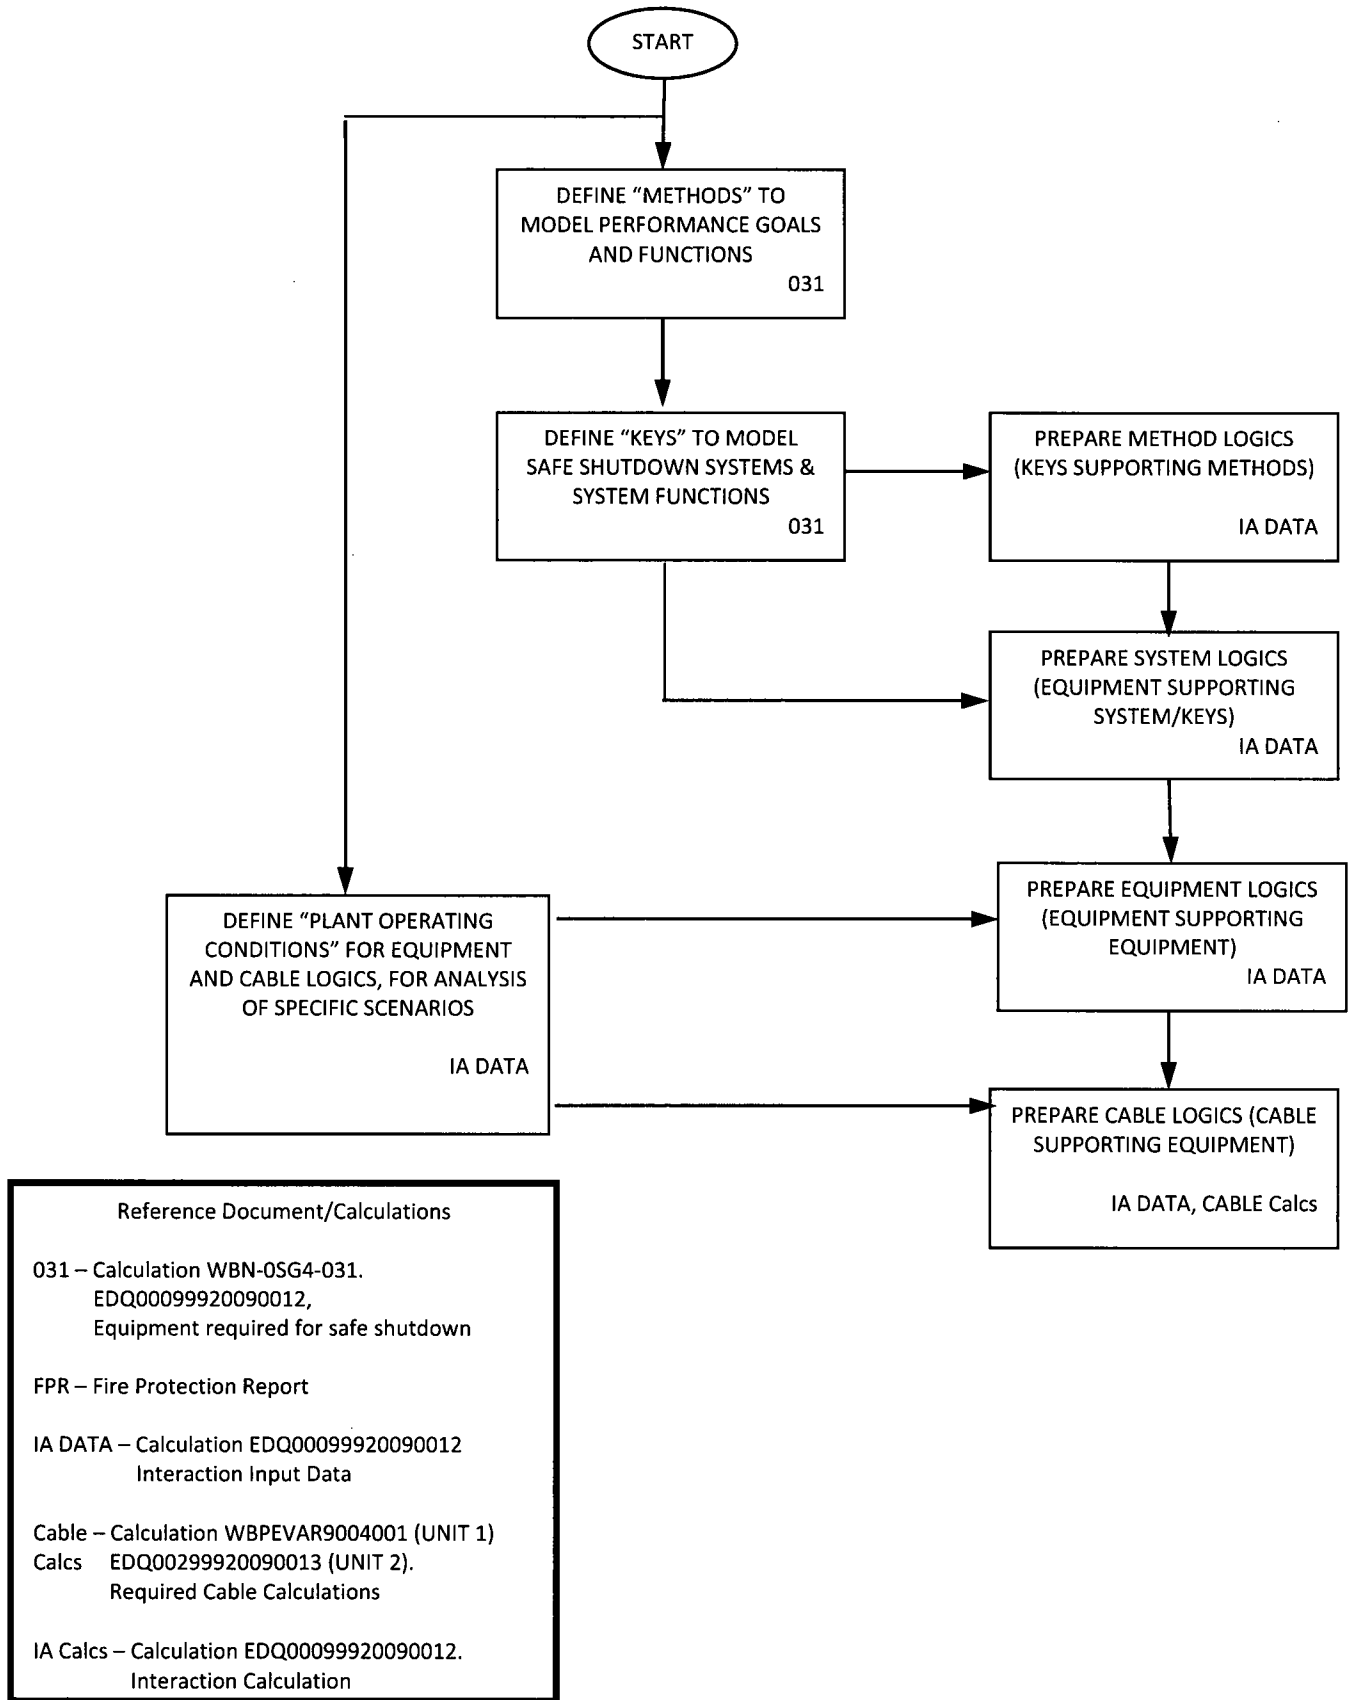 START
DEFINE “METHODS” TO
MODEL PERFORMANCE GOALS
AND FUNCTIONS
031
DEFINE “KEYS” TO MODEL
SAFE SHUTDOWN SYSTEMS &
SYSTEM FUNCTIONS
031
PREPARE METHOD LOGICS
(KEYS SUPPORTING METHODS)
IA DATA
PREPARE SYSTEM LOGICS
(EQUIPMENT SUPPORTING
SYSTEM/KEYS)
IA DATA
DEFINE “PLANT OPERATING
CONDITIONS” FOR EQUIPMENT
AND CABLE LOGICS, FOR ANALYSIS
OF SPECIFIC SCENARIOS
IA DATA
PREPARE EQUIPMENT LOGICS
(EQUIPMENT SUPPORTING
EQUIPMENT)
IA DATA
PREPARE CABLE LOGICS (CABLE
SUPPORTING EQUIPMENT)
IA DATA, CABLE Calcs
Reference Document/Calculations
031 – Calculation WBN-0SG4-031.
EDQ00099920090012,
Equipment required for safe shutdown
FPR – Fire Protection Report
IA DATA – Calculation EDQ00099920090012
Interaction Input Data
Cable – Calculation WBPEVAR9004001 (UNIT 1)
Calcs EDQ00299920090013 (UNIT 2).
Required Cable Calculations
IA Calcs – Calculation EDQ00099920090012.
Interaction Calculation